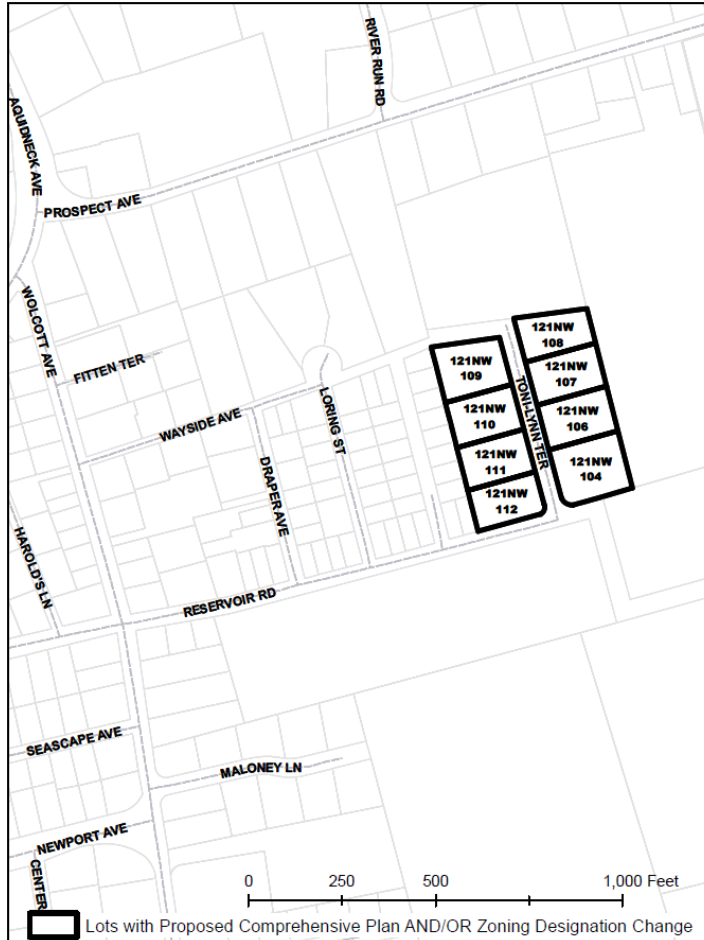 RIVER RUN RD
AQUIDNECK AVE
PROSPECT AVE
WOLCOTT AVE
FITTEN TER
WAYSIDE AVE
LORING ST
DRAPER AVE
121NW
109
121NW
110
121NW
111
121NW
112
TONI-LYNN TER
121NW
108
121NW
107
121NW
106
121NW
104
HAROLD'S LN
RESERVOIR RD
SEASCAPE AVE
MALONEY LN
NEWPORT AVE
CENTER
0 250 500 1,000 Feet
Lots with Proposed Comprehensive Plan AND/OR Zoning Designation Change